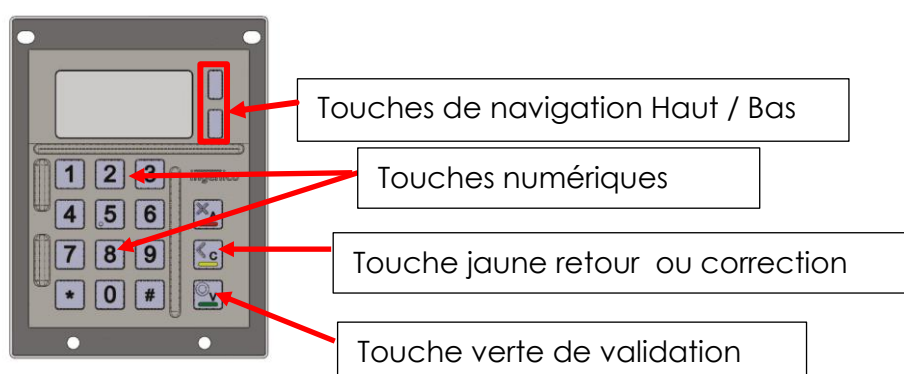 Touches de navigation Haut / Bas
1 2 3 ingenico
Touches numériques
4 5 6 A
7 8 9 C
Touche jaune retour ou correction
* 0 # V
Touche verte de validation